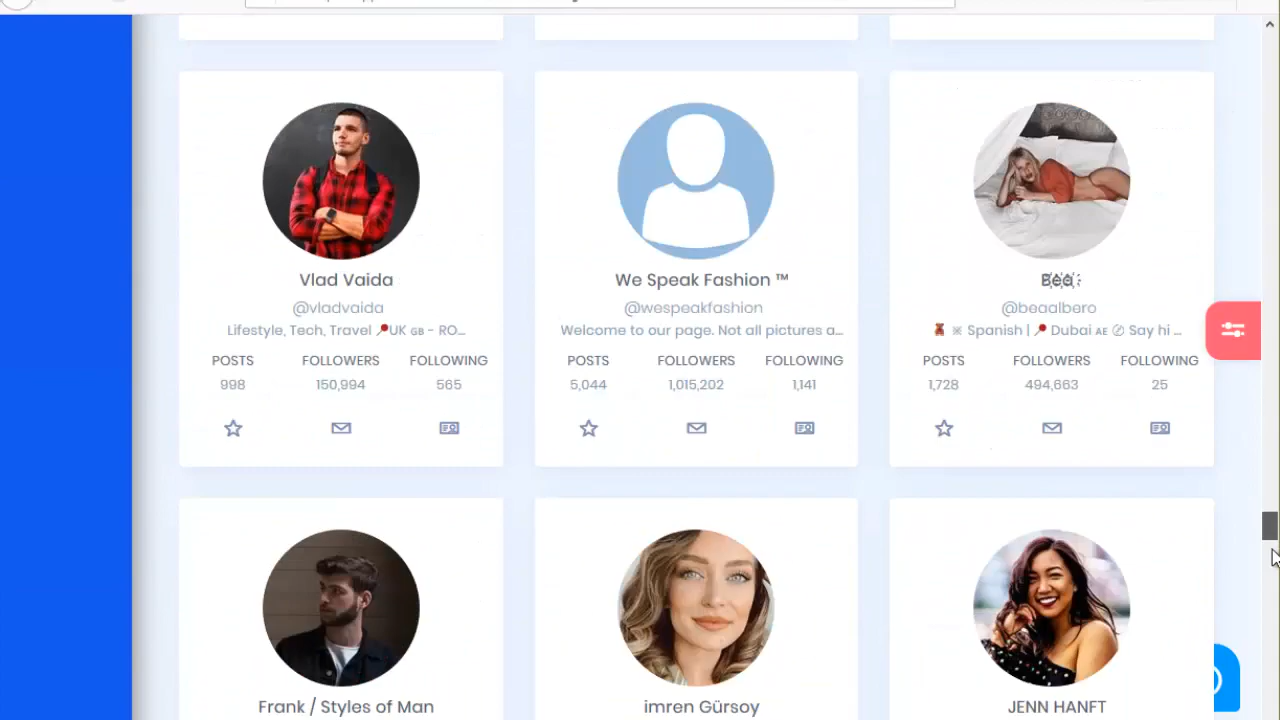 Vlad Vaida
@vladvaida
Lifestyle, Tech, Travel 📍UK GB - RO...
POSTS FOLLOWERS FOLLOWING
998 150,994 565
We Speak Fashion ™
@wespeakfashion
Welcome to our page. Not all pictures a...
POSTS FOLLOWERS FOLLOWING
5,044 1,015,202 1,141
Bea
@beaalbero
🧸 ※ Spanish | 📍 Dubai AE Say hi ...
POSTS FOLLOWERS FOLLOWING
1,728 494,663 25
Frank / Styles of Man
imren Gürsoy
JENN HANFT